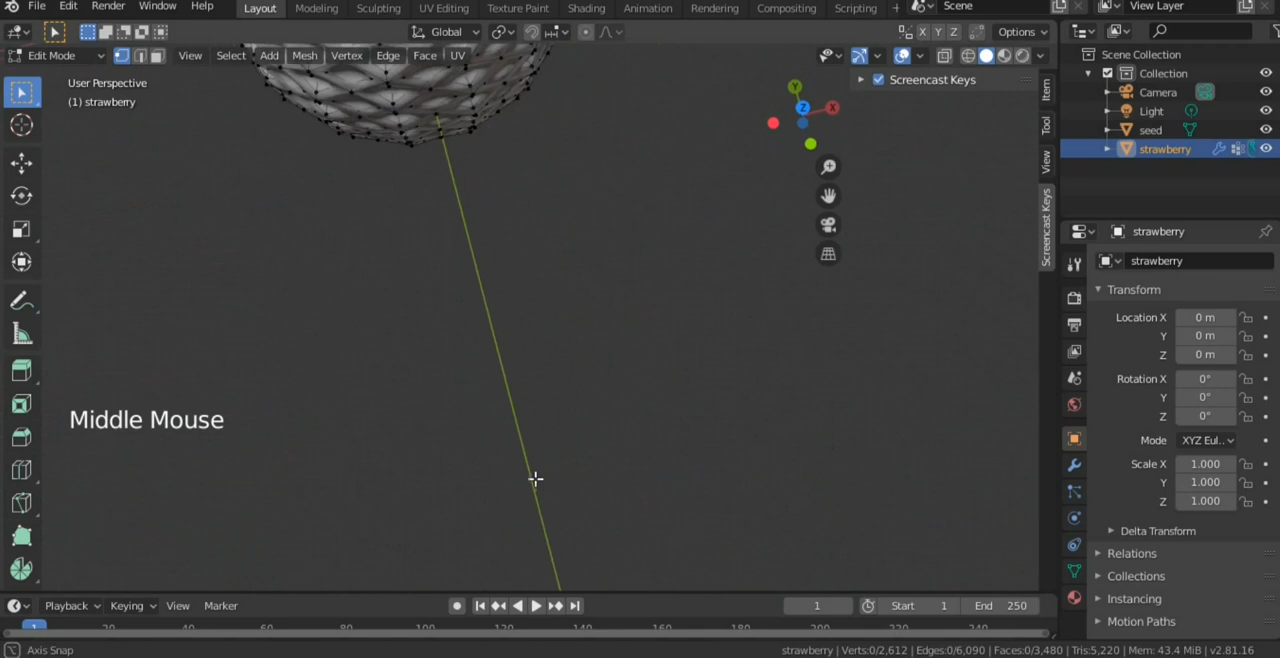 File Edit Render Window Help Layout Modeling Sculpting UV Editing Texture Paint Shading Animation Rendering Compositing Scripting Scene View Layer
Global X Y Z Options
Edit Mode View Select Add Mesh Vertex Edge Face UV
User Perspective
(1) strawberry
Screencast Keys
Y
Z
X
Item
Tool
View
Screencast Keys
Middle Mouse
Scene Collection
Collection
Camera
Light
seed
strawberry
strawberry
strawberry
Transform
Location X 0 m
Y 0 m
Z 0 m
Rotation X 0°
Y 0°
Z 0°
Mode XYZ Eul..
Scale X 1.000
Y 1.000
Z 1.000
Delta Transform
Relations
Collections
Instancing
Motion Paths
Playback Keying View Marker 1 Start 1 End 250
1 20 40 60 80 100 120 140 160 180 200 220 240
Axis Snap strawberry | Verts:0/2,612 | Edges:0/6,090 | Faces:0/3,480 | Tris:5,220 | Mem: 43.4 MiB | v2.81.16